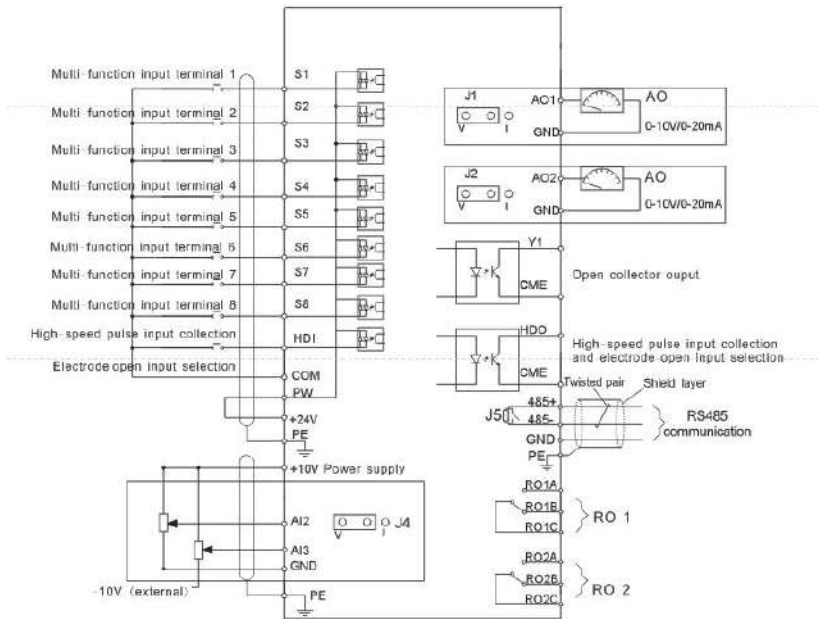 Multi-function input terminal 1
S1
Multi-function input terminal 2
S2
Multi-function input terminal 3
S3
Multi-function input terminal 4
S4
Multi-function input terminal 5
S5
Multi-function input terminal 6
S6
Multi-function input terminal 7
S7
Multi-function input terminal 8
S8
High-speed pulse input collection
HDI
Electrode open input selection
COM
PW
+24V
PE
+10V Power supply
AI2
V
I
J4
AI3
GND
-10V (external)
PE
J1
V
I
AO1
AO
GND
0-10V/0-20mA
J2
V
I
AO2
AO
GND
0-10V/0-20mA
Y1
CME
Open collector ouput
HDO
CME
High-speed pulse input collection
and electrode open Input selection
Twisted pair
Shield layer
J5
485+
485-
GND
PE
RS485
communication
RO1A
RO1B
RO1C
RO 1
RO2A
RO2B
RO2C
RO 2